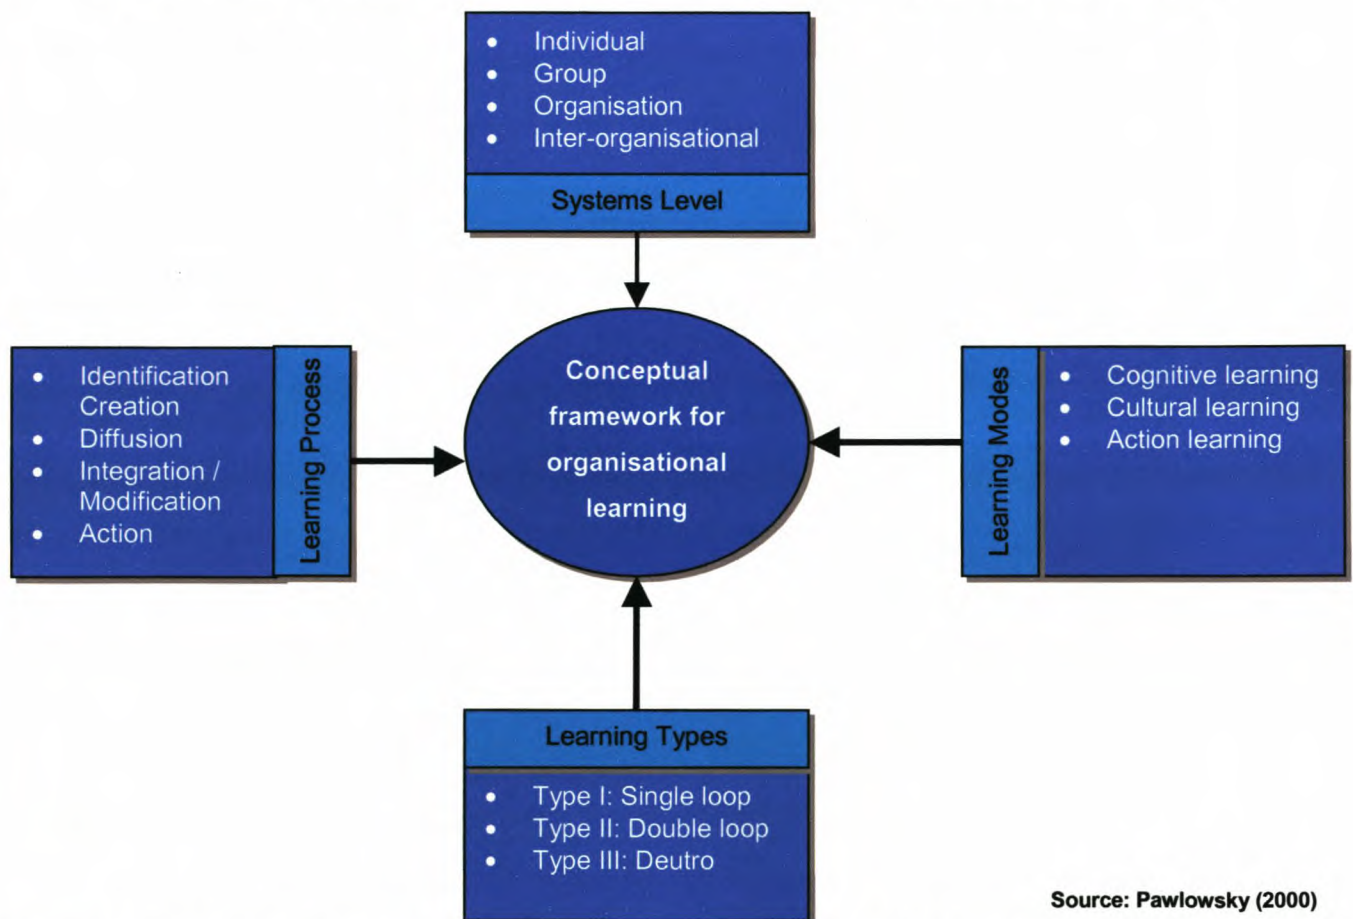 • Individual
• Group
• Organisation
• Inter-organisational
Systems Level
• Identification
Creation
• Diffusion
• Integration /
Modification
• Action
Learning Process
Conceptual
framework for
organisational
learning
Learning Modes
• Cognitive learning
• Cultural learning
• Action learning
Learning Types
• Type I: Single loop
• Type II: Double loop
• Type III: Deutro
Source: Pawlowsky (2000)